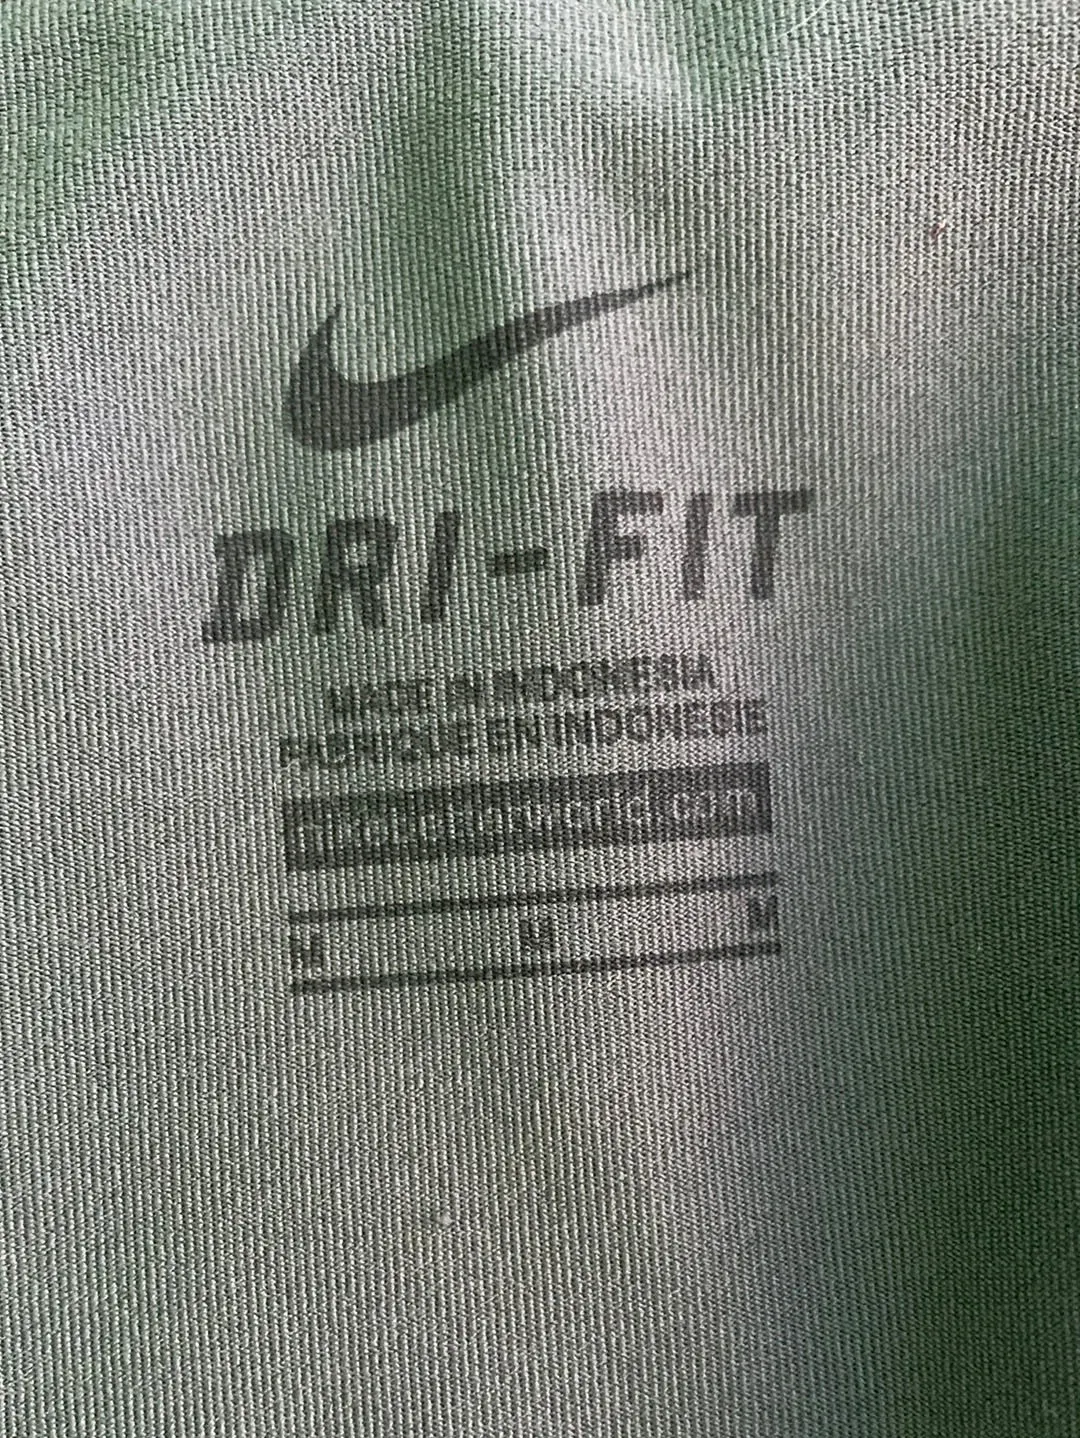 DRI-FIT
MADE IN INDONESIA
FABRIQUE EN INDONESIE
M M M